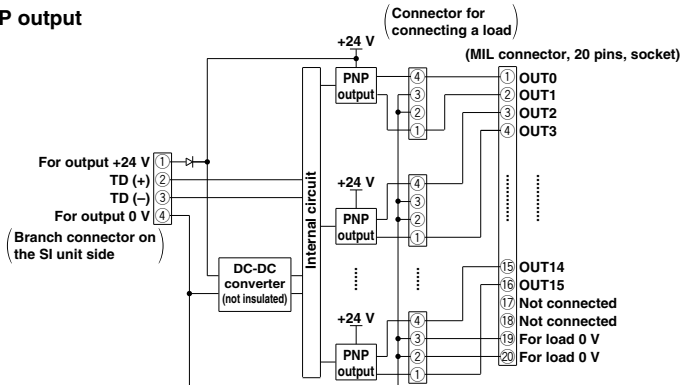 P output
Connector for
connecting a load
(MIL connector, 20 pins, socket)
+24 V
PNP
output
4
3
2
1
1 OUT0
2 OUT1
3 OUT2
4 OUT3
For output +24 V 1
TD (+) 2
TD (–) 3
For output 0 V 4
Branch connector on
the SI unit side
Internal circuit
+24 V
PNP
output
4
3
2
1
DC-DC
converter
(not insulated)
+24 V
PNP
output
4
3
2
1
15 OUT14
16 OUT15
17 Not connected
18 Not connected
19 For load 0 V
20 For load 0 V